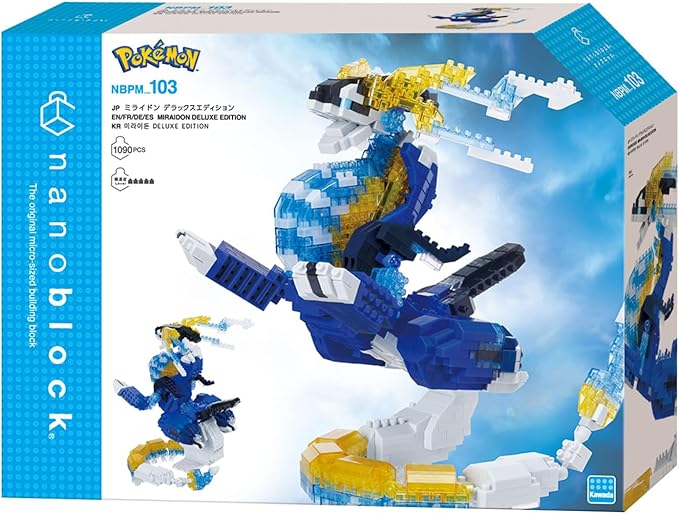 POKÉMON
NBPM_103
JP ミライドン デラックスエディション
EN/FR/DE/ES MIRAIDON DELUXE EDITION
KR 미라이돈 DELUXE EDITION
1090PCS
nanoblock®
The original micro-sized building block
Kawada
nanoblock
POKÉMON
NBPM_103